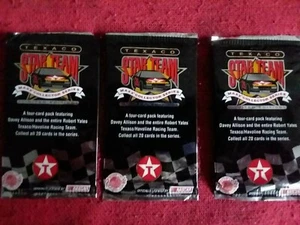 TEXACO
STAR TEAM
A four-card pack featuring
Davey Allison and the entire Robert Yates
Texaco/Havoline Racing Team.
Collect all 20 cards in the series.
T
TEXACO
STAR TEAM
A four-card pack featuring
Davey Allison and the entire Robert Yates
Texaco/Havoline Racing Team.
Collect all 20 cards in the series.
T
TEXACO
STAR TEAM
A four-card pack featuring
Davey Allison and the entire Robert Yates
Texaco/Havoline Racing Team.
Collect all 20 cards in the series.
T